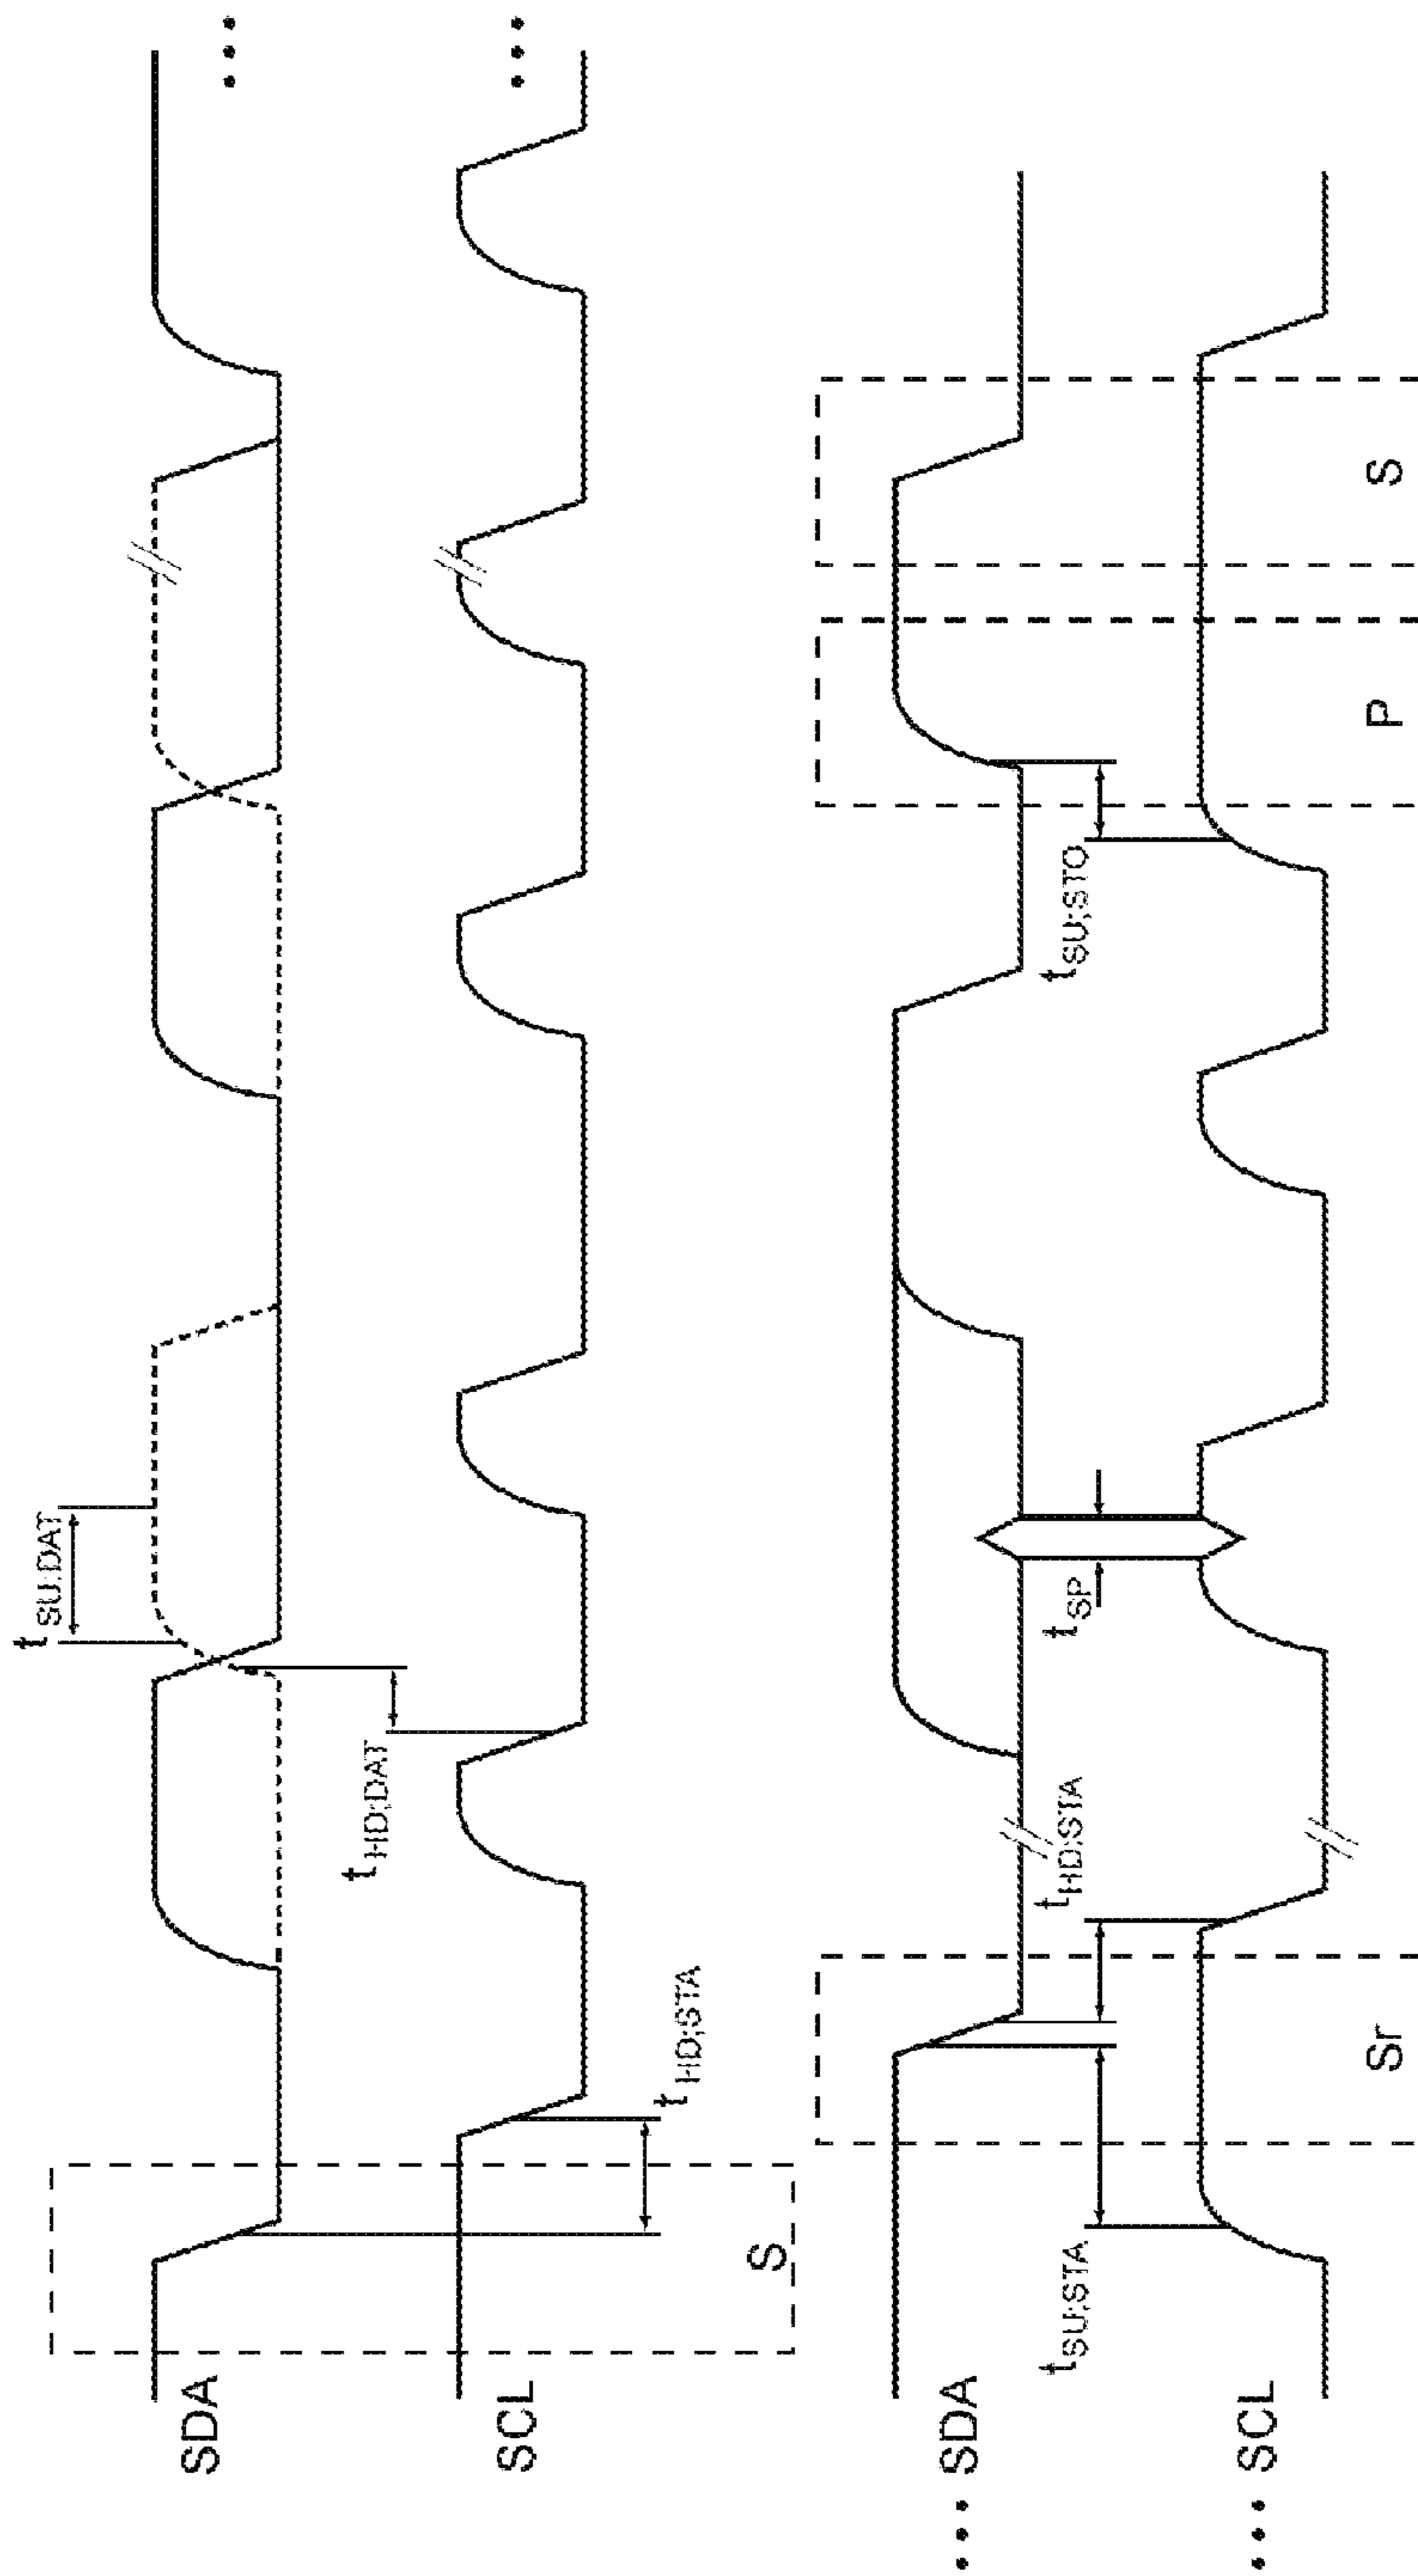 SDA
t SU;DAT
t HD;DAT
SCL
t HD;STA
S
SDA
t SU;STA
t HD;STA
t SP
t SU;STO
SCL
Sr
P
S